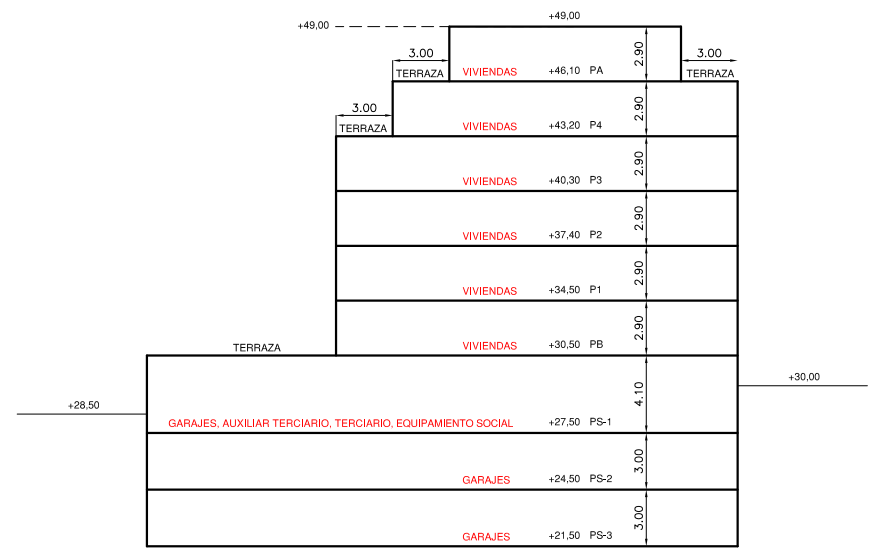 +49,00
+49,00
3.00
TERRAZA
VIVIENDAS +46,10 PA
2.90
3.00
TERRAZA
3.00
TERRAZA
VIVIENDAS +43,20 P4
2.90
VIVIENDAS +40,30 P3
2.90
VIVIENDAS +37,40 P2
2.90
VIVIENDAS +34,50 P1
2.90
TERRAZA
VIVIENDAS +30,50 PB
2.90
+30,00
+28,50
GARAJES, AUXILIAR TERCIARIO, TERCIARIO, EQUIPAMIENTO SOCIAL +27,50 PS-1
4.10
GARAJES +24,50 PS-2
3.00
GARAJES +21,50 PS-3
3.00